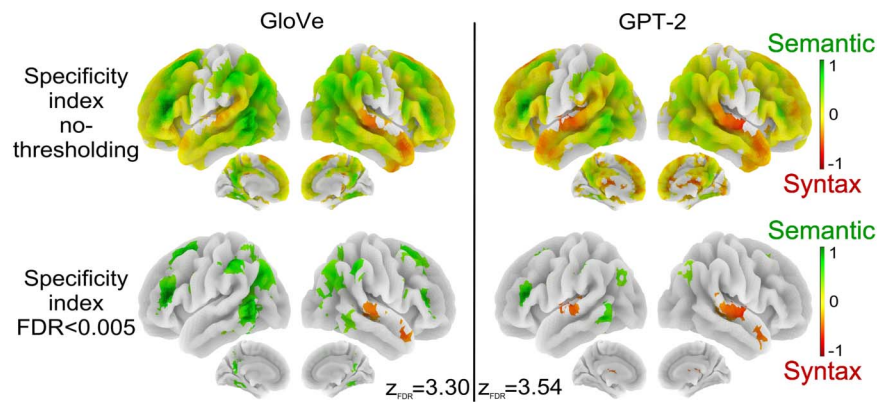 GloVe
GPT-2
Specificity
index
no-
thresholding
Semantic
1
0
-1
Syntax
Specificity
index
FDR<0.005
Semantic
1
0
-1
Syntax
zFDR=3.30
zFDR=3.54